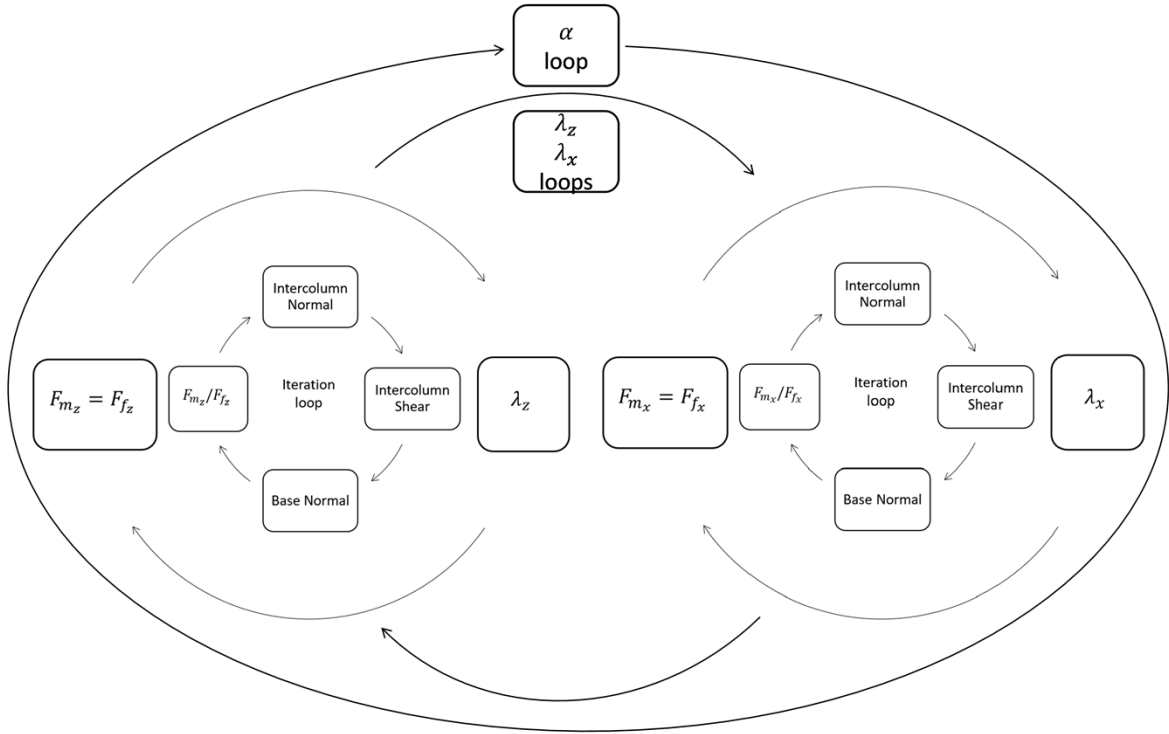 α
loop
λ_z
λ_x
loops
Intercolumn
Normal
F_{m_z} = F_{f_z}
F_{m_z}/F_{f_z}
Iteration
loop
Intercolumn
Shear
λ_z
Base Normal
Intercolumn
Normal
F_{m_x} = F_{f_x}
F_{m_x}/F_{f_x}
Iteration
loop
Intercolumn
Shear
λ_x
Base Normal